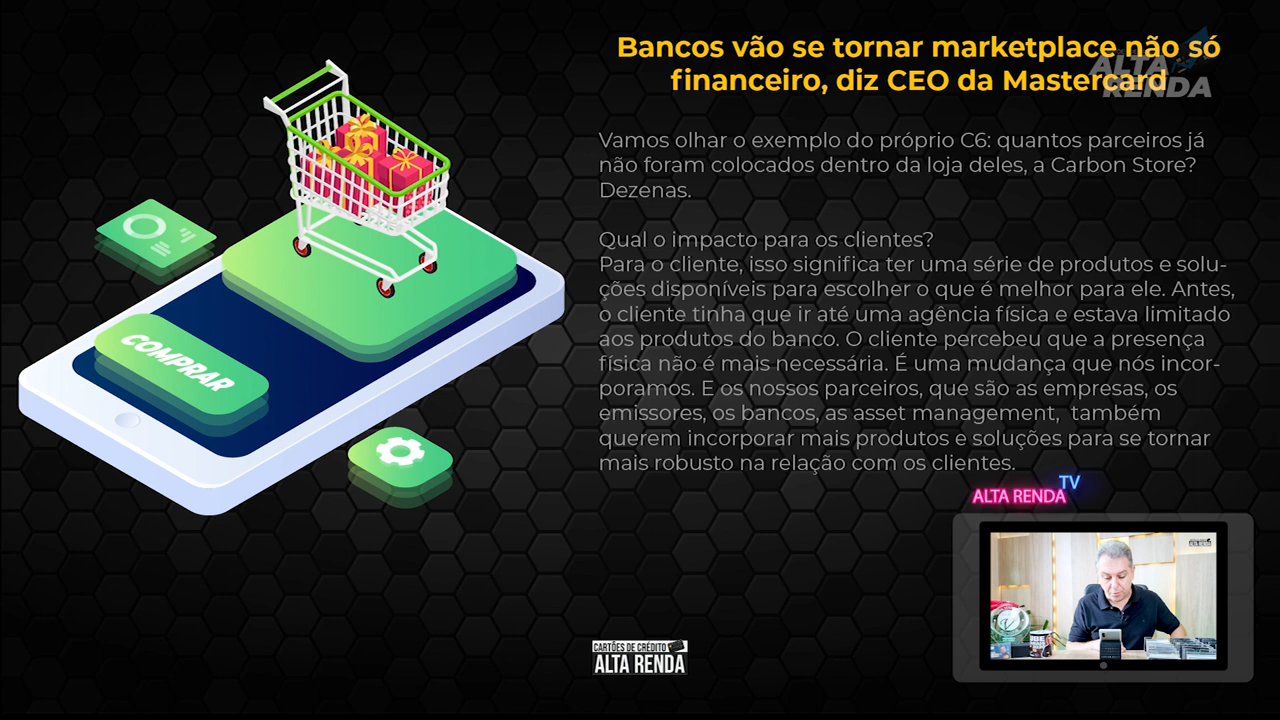 Bancos vão se tornar marketplace não só
financeiro, diz CEO da Mastercard
ALTA
RENDA
Vamos olhar o exemplo do próprio C6: quantos parceiros já
não foram colocados dentro da loja deles, a Carbon Store?
Dezenas.
Qual o impacto para os clientes?
Para o cliente, isso significa ter uma série de produtos e solu-
ções disponíveis para escolher o que é melhor para ele. Antes,
o cliente tinha que ir até uma agência física e estava limitado
aos produtos do banco. O cliente percebeu que a presença
física não é mais necessária. É uma mudança que nós incor-
poramos. E os nossos parceiros, que são as empresas, os
emissores, os bancos, as asset management, também
querem incorporar mais produtos e soluções para se tornar
mais robusto na relação com os clientes.
COMPRAR
TV
ALTA RENDA
CARTÕES DE CRÉDITO
ALTA RENDA